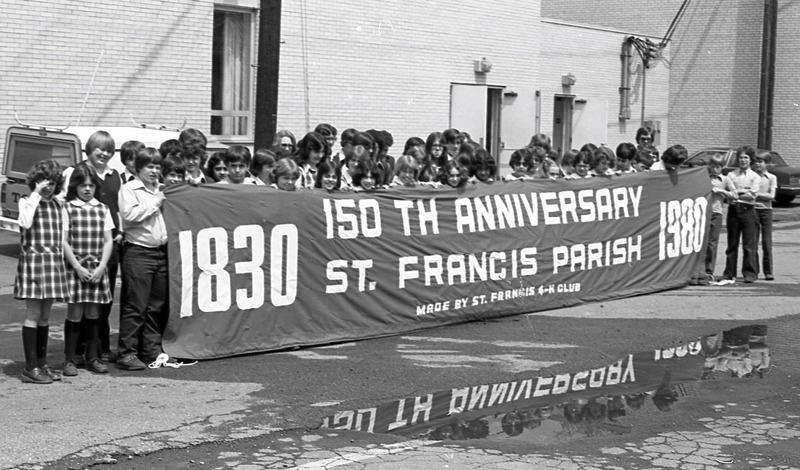 1830 150 TH ANNIVERSARY 1980
ST. FRANCIS PARISH
MADE BY ST. FRANCIS 4-H CLUB